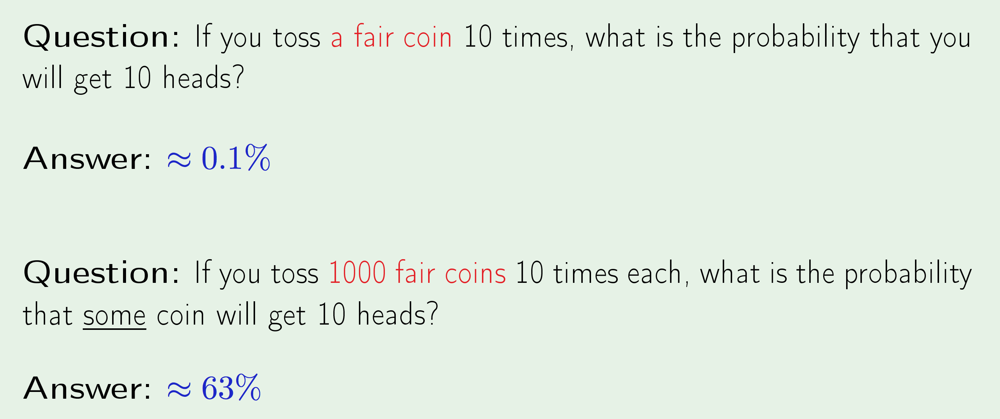 Question: If you toss a fair coin 10 times, what is the probability that you
will get 10 heads?
Answer: ≈ 0.1%
Question: If you toss 1000 fair coins 10 times each, what is the probability
that some coin will get 10 heads?
Answer: ≈ 63%